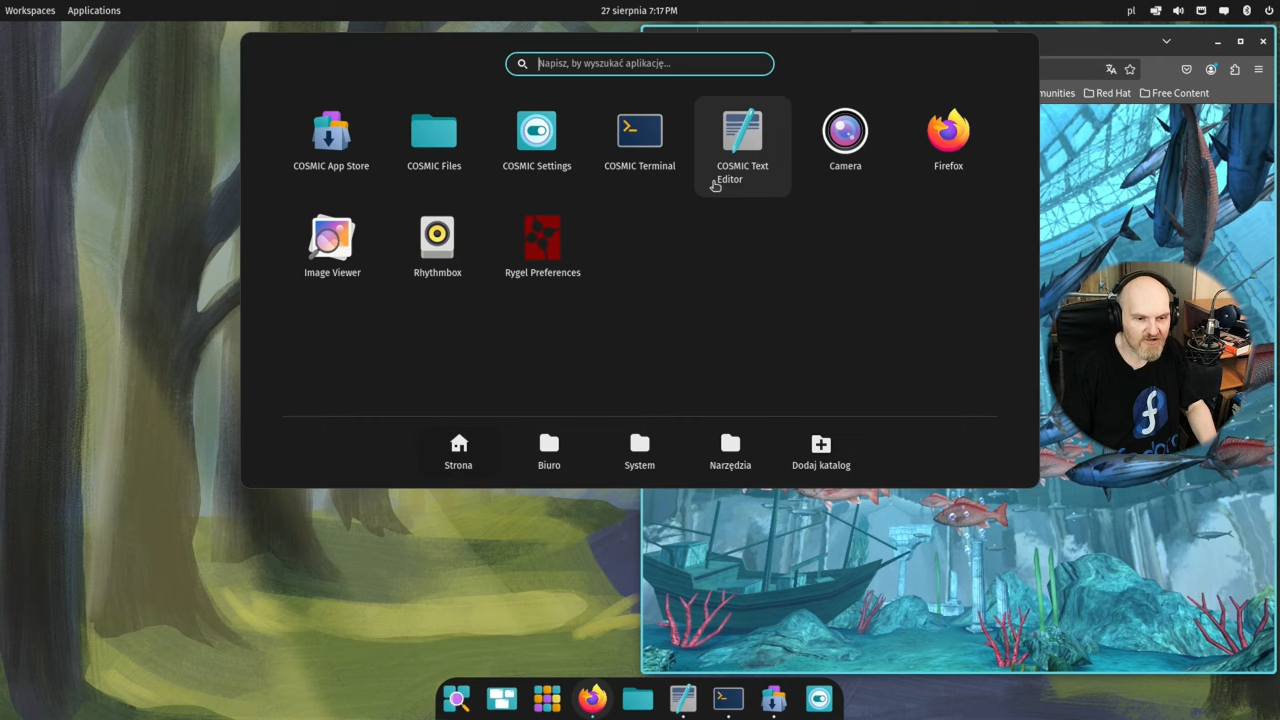 Workspaces Applications 27 sierpnia 7:17 PM pl
Napisz, by wyszukać aplikację...
munities Red Hat Free Content
COSMIC App Store COSMIC Files COSMIC Settings COSMIC Terminal COSMIC Text Editor Camera Firefox
Image Viewer Rhythmbox Rygel Preferences
Strona Biuro System Narzędzia Dodaj katalog